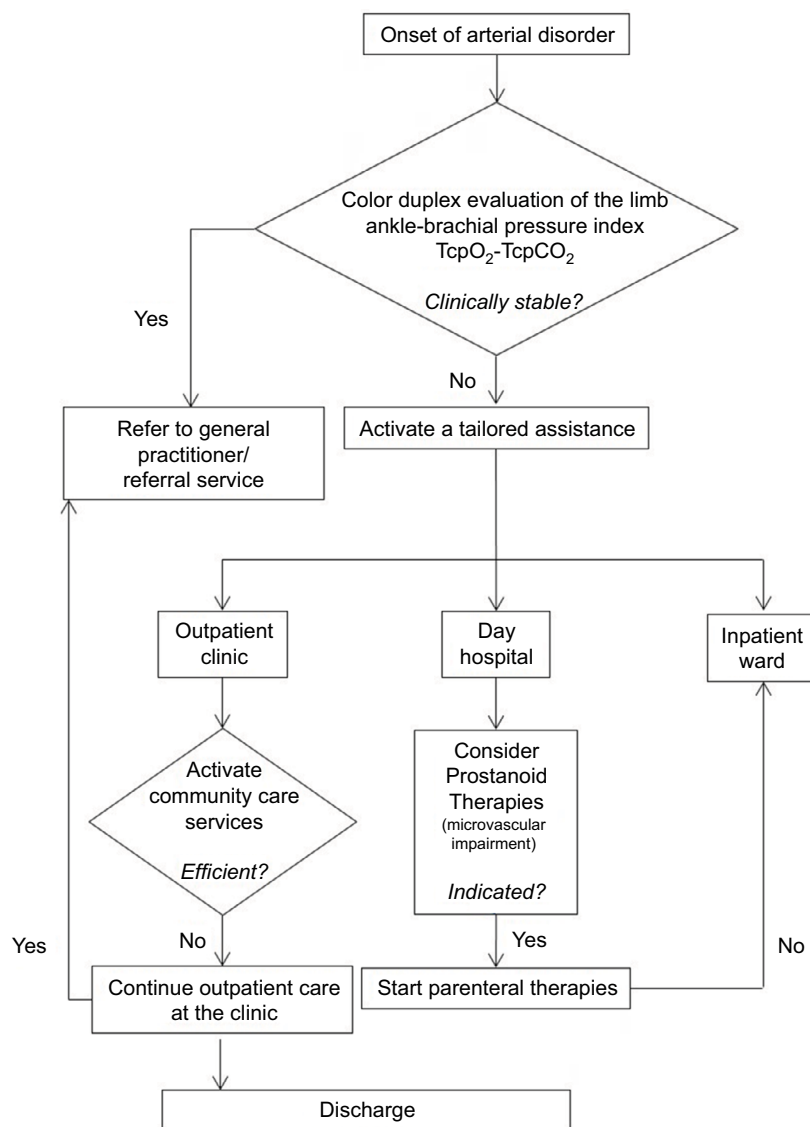 Onset of arterial disorder
Color duplex evaluation of the limb
ankle-brachial pressure index
TcpO₂-TcpCO₂
Clinically stable?
Yes
No
Refer to general
practitioner/
referral service
Activate a tailored assistance
Outpatient
clinic
Day
hospital
Inpatient
ward
Activate
community care
services
Efficient?
Consider
Prostanoid
Therapies
(microvascular
impairment)
Indicated?
Yes
No
Yes
No
Continue outpatient care
at the clinic
Start parenteral therapies
Discharge